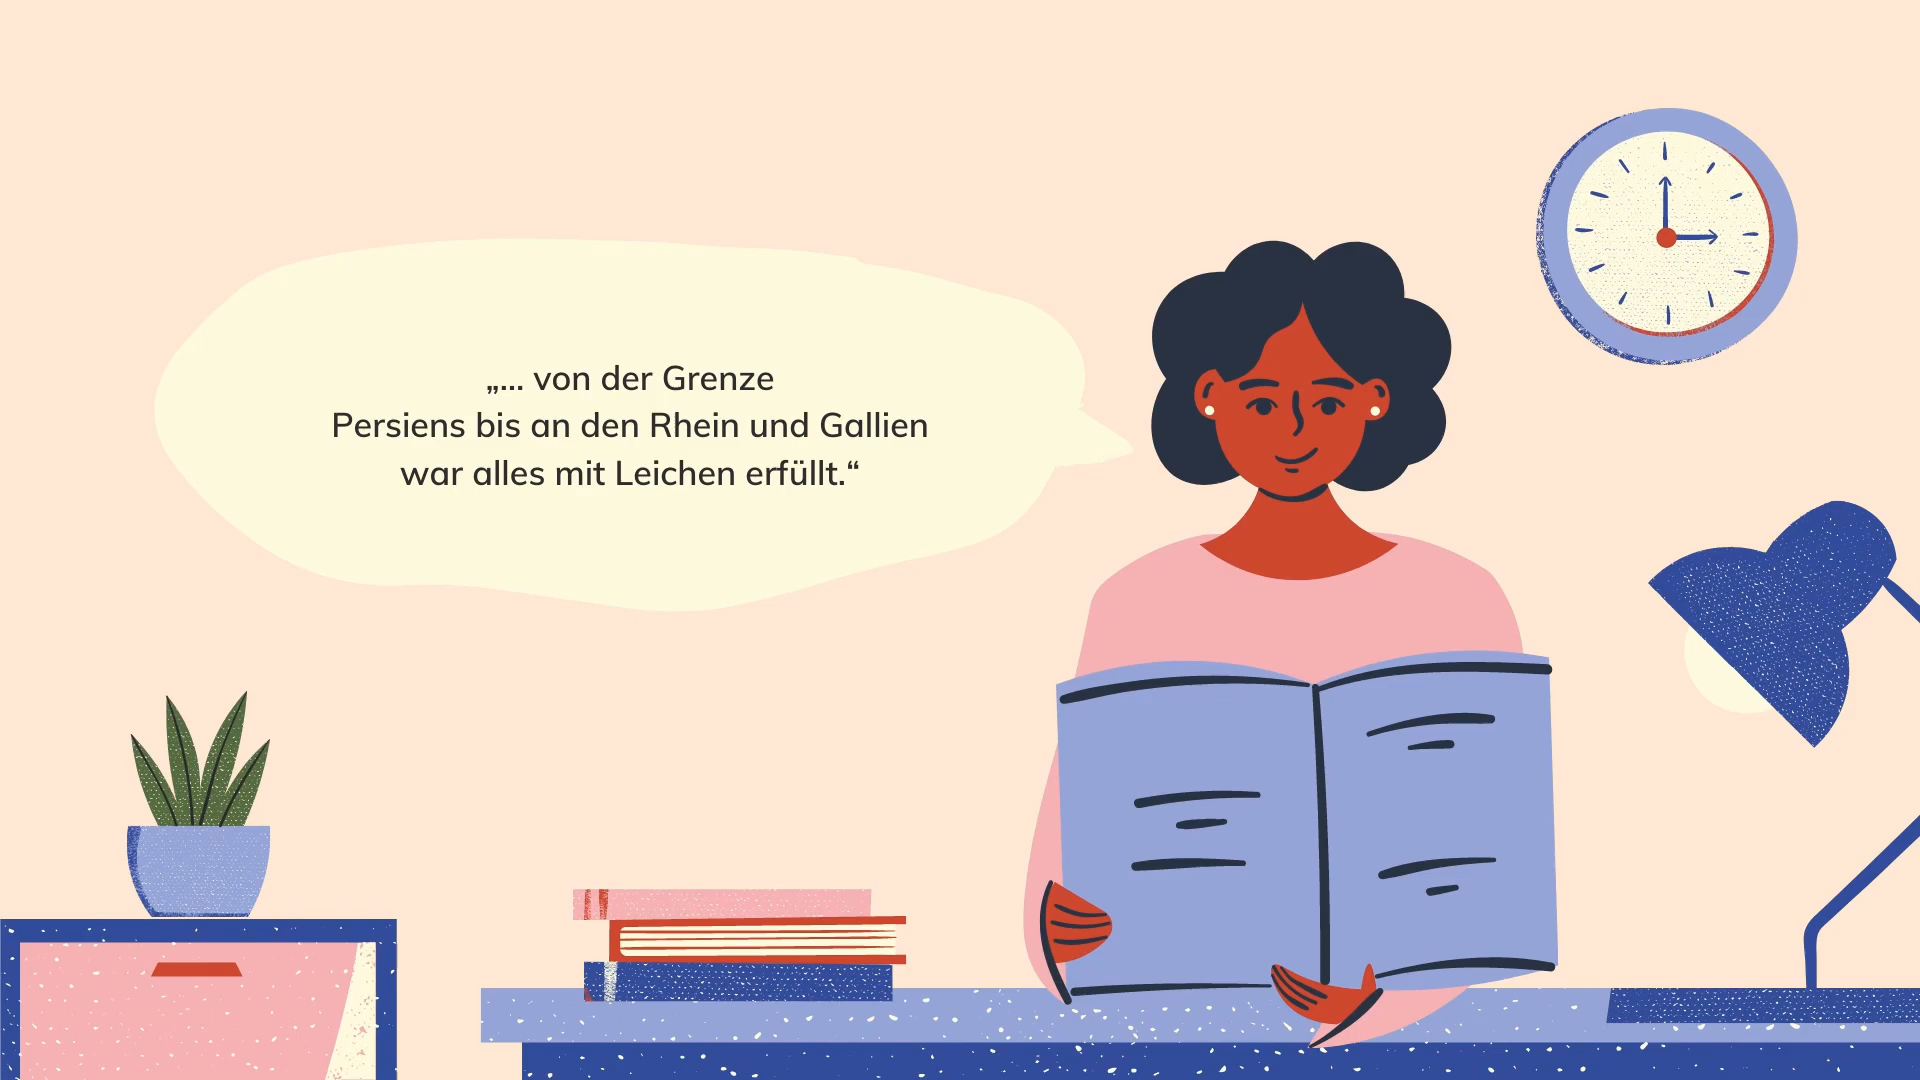 „... von der Grenze
Persiens bis an den Rhein und Gallien
war alles mit Leichen erfüllt.“